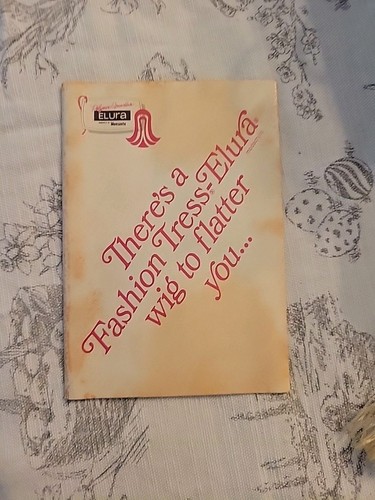 ELURA
There's a
Fashion Tress-Elura®
wig to flatter
you...